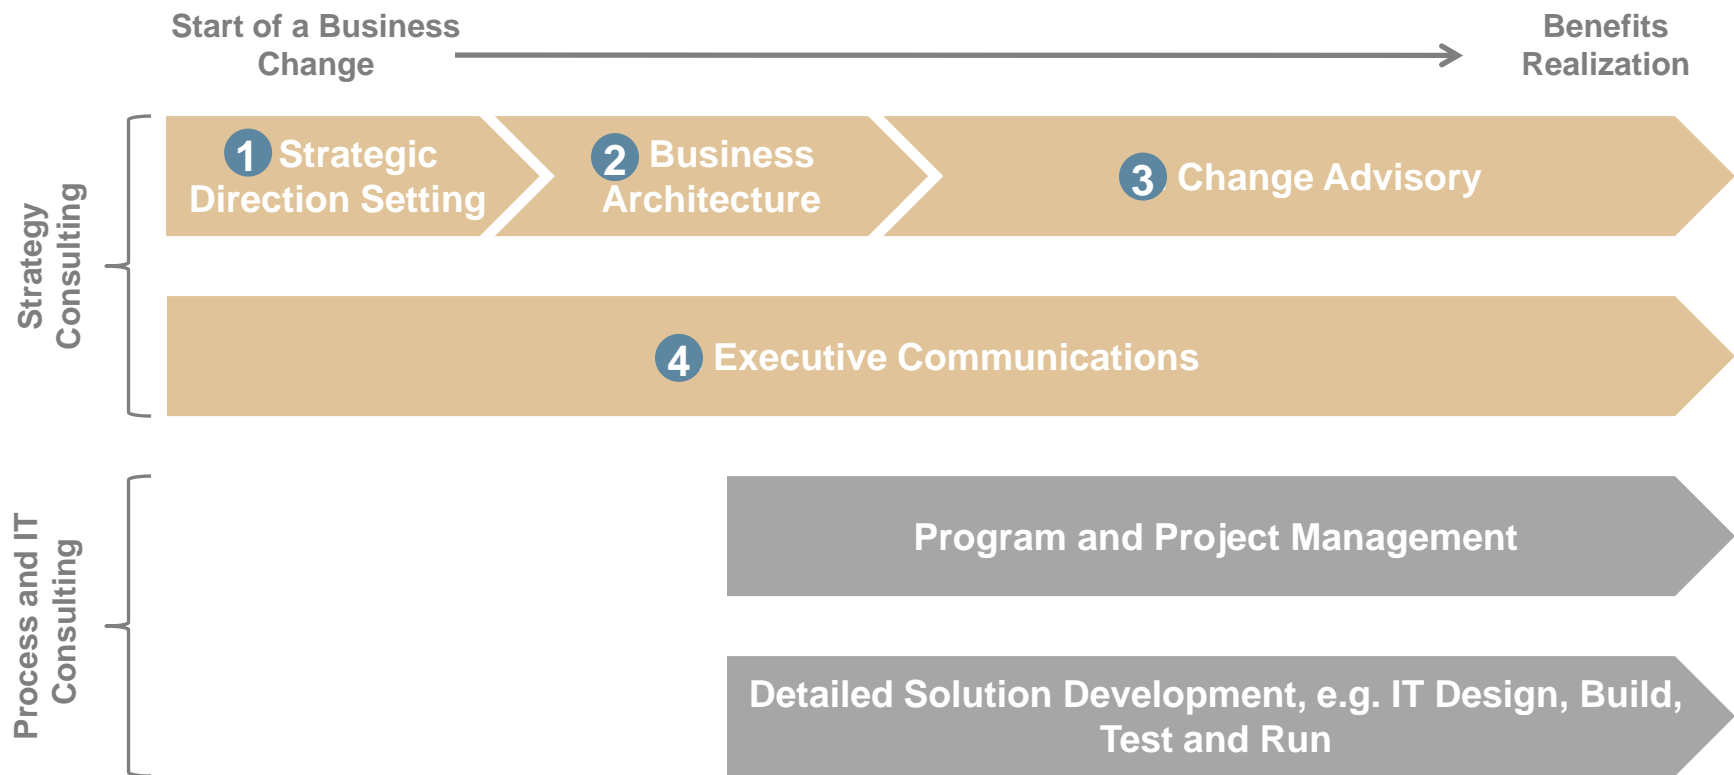 Start of a Business
Change
Benefits
Realization
Strategy
Consulting
1 Strategic
Direction Setting
2 Business
Architecture
3 Change Advisory
4 Executive Communications
Process and IT
Consulting
Program and Project Management
Detailed Solution Development, e.g. IT Design, Build,
Test and Run